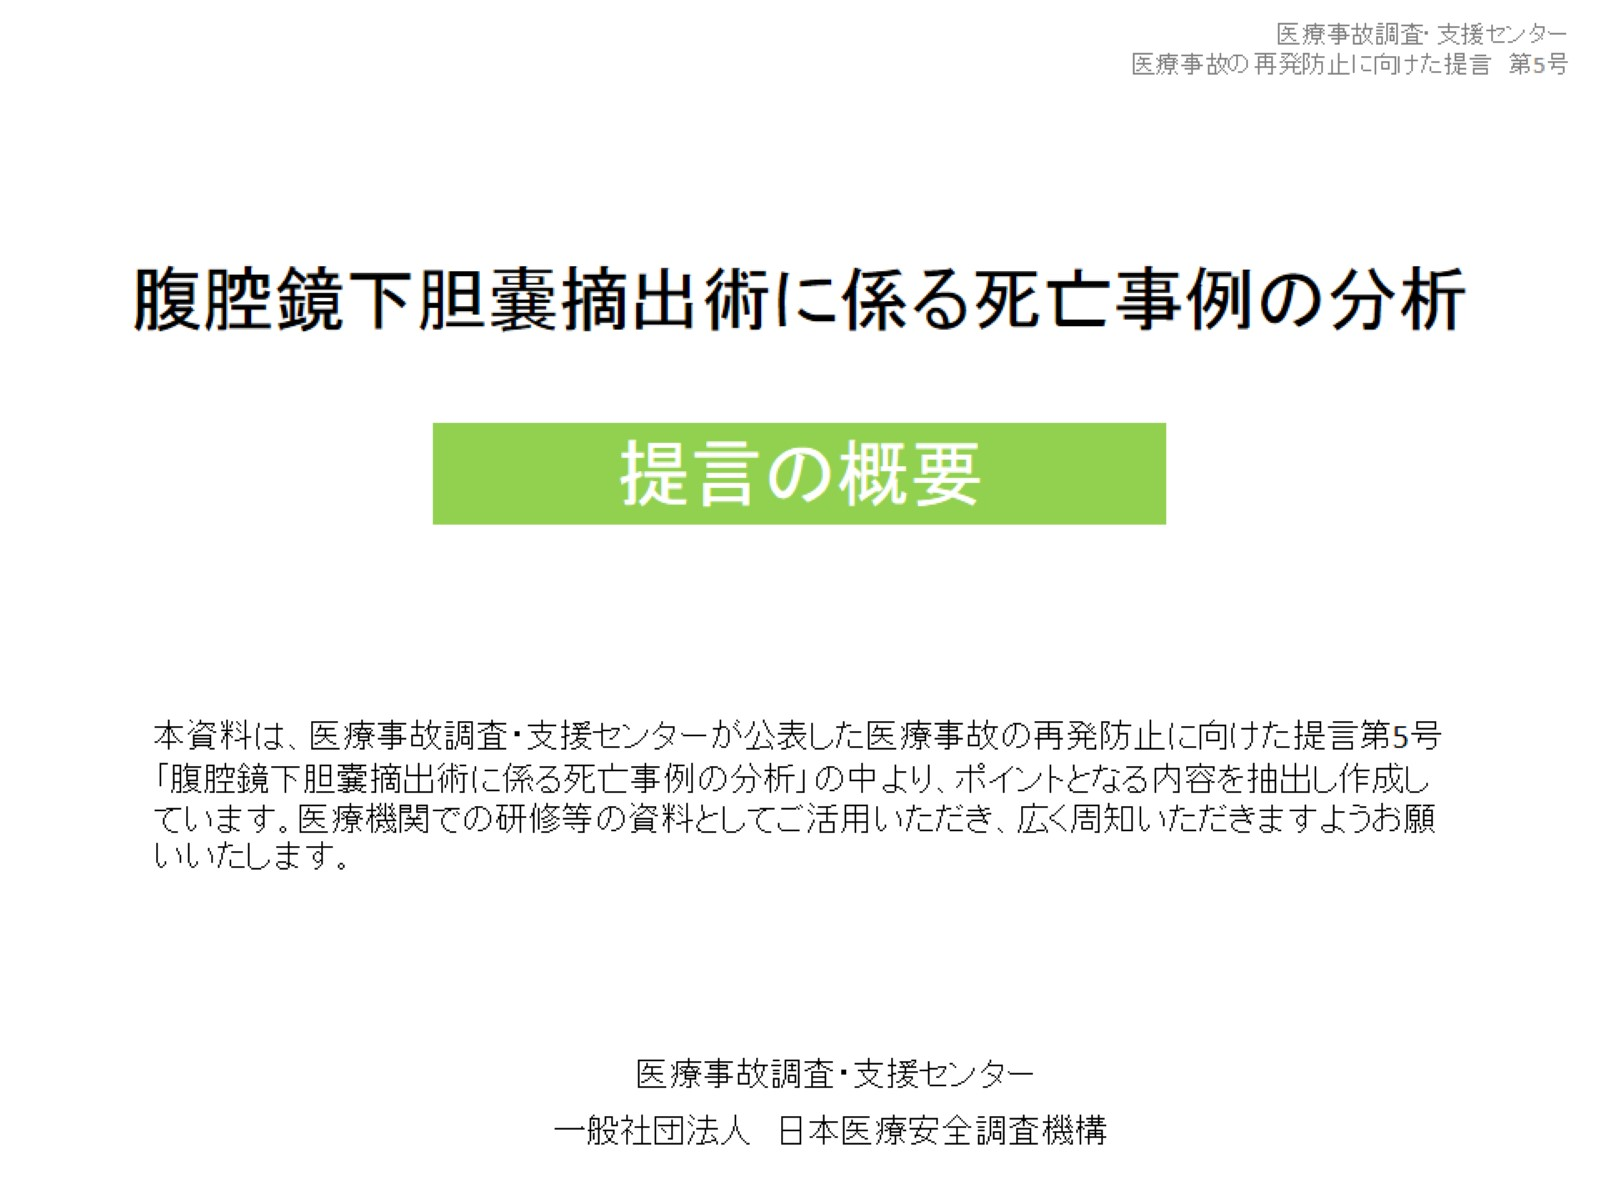 医療事故調査・支援センター
医療事故の再発防止に向けた提言　第5号
腹腔鏡下胆嚢摘出術に係る死亡事例の分析
提言の概要
本資料は、医療事故調査・支援センターが公表した医療事故の再発防止に向けた提言第5号
「腹腔鏡下胆嚢摘出術に係る死亡事例の分析」の中より、ポイントとなる内容を抽出し作成し
ています。医療機関での研修等の資料としてご活用いただき、広く周知いただきますようお願
いいたします。
医療事故調査・支援センター
一般社団法人　日本医療安全調査機構